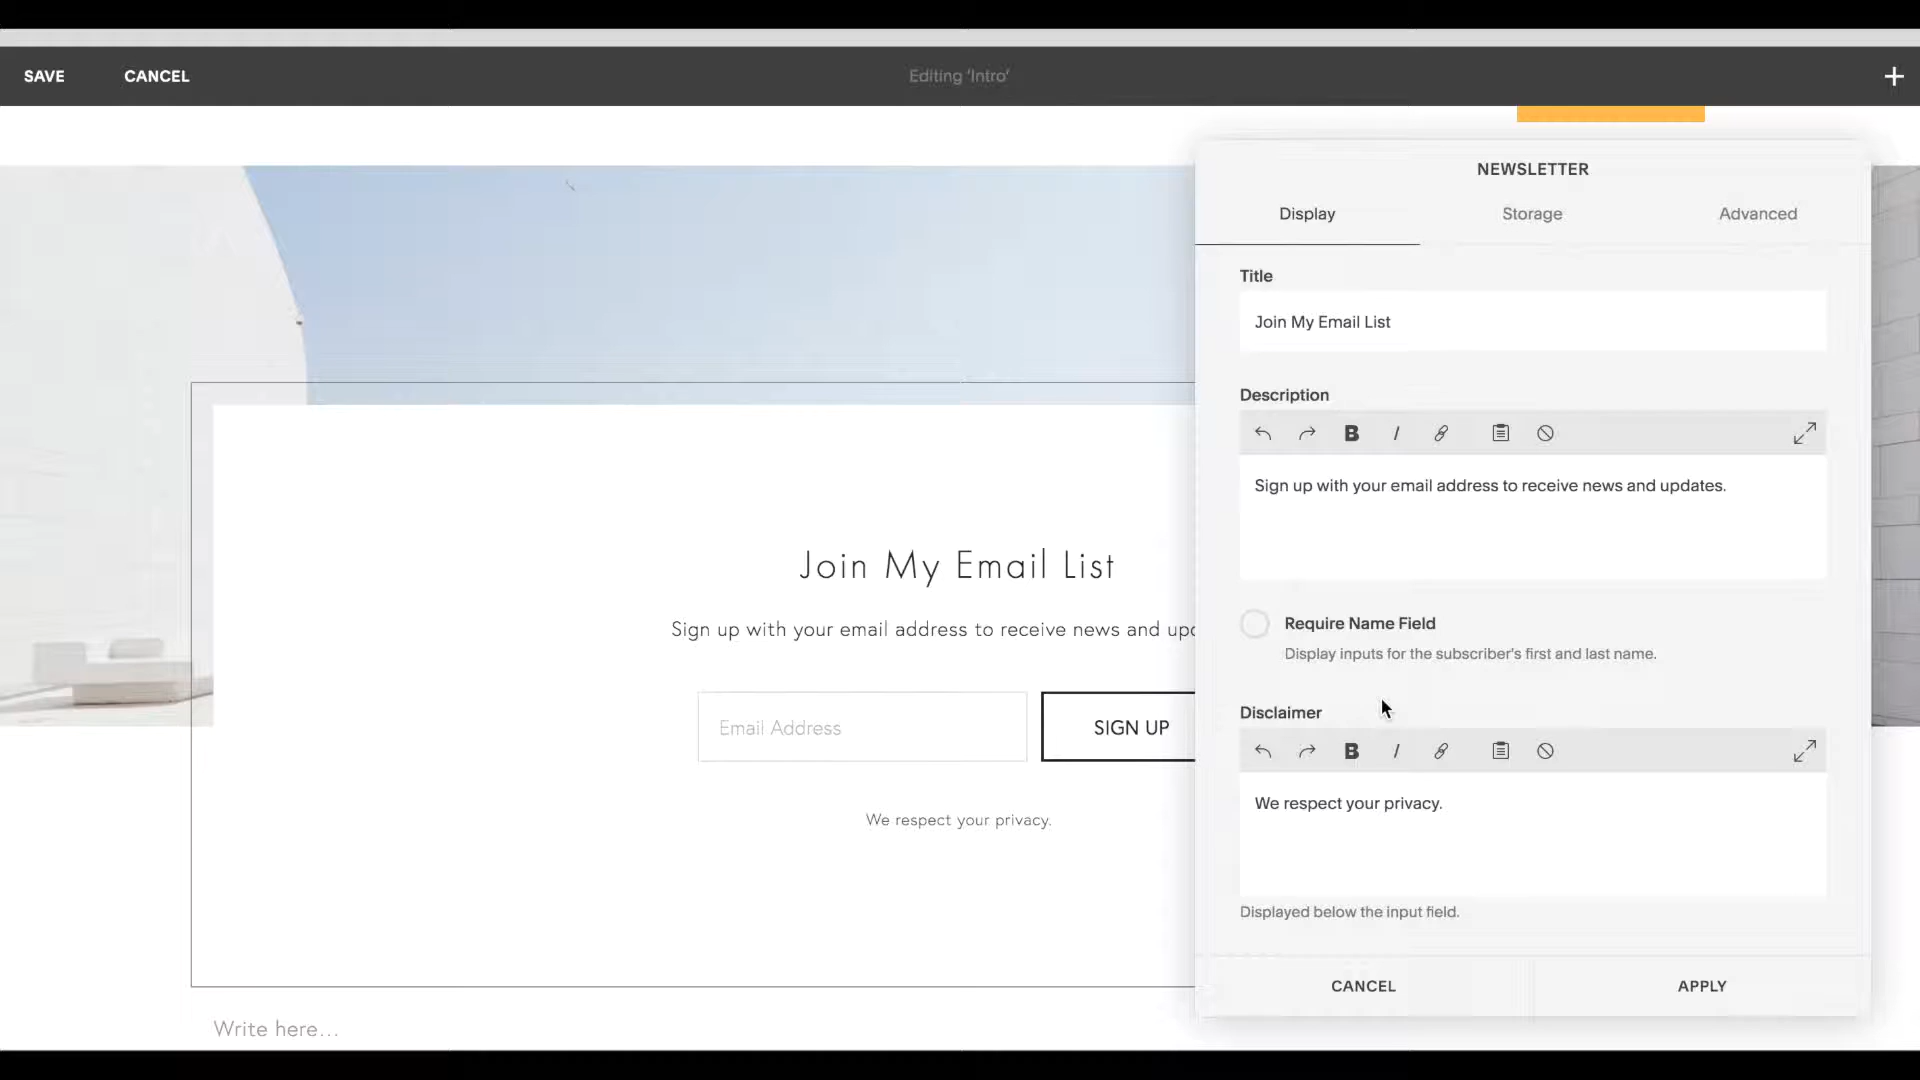 SAVE
CANCEL
Editing 'Intro'
NEWSLETTER
Display
Storage
Advanced
Title
Join My Email List
Description
B
I
Sign up with your email address to receive news and updates.
Join My Email List
Sign up with your email address to receive news and
Require Name Field
Display inputs for the subscriber's first and last name.
Disclaimer
Email Address
SIGN UP
B
I
We respect your privacy.
We respect your privacy.
Displayed below the input field.
CANCEL
APPLY
Write here...